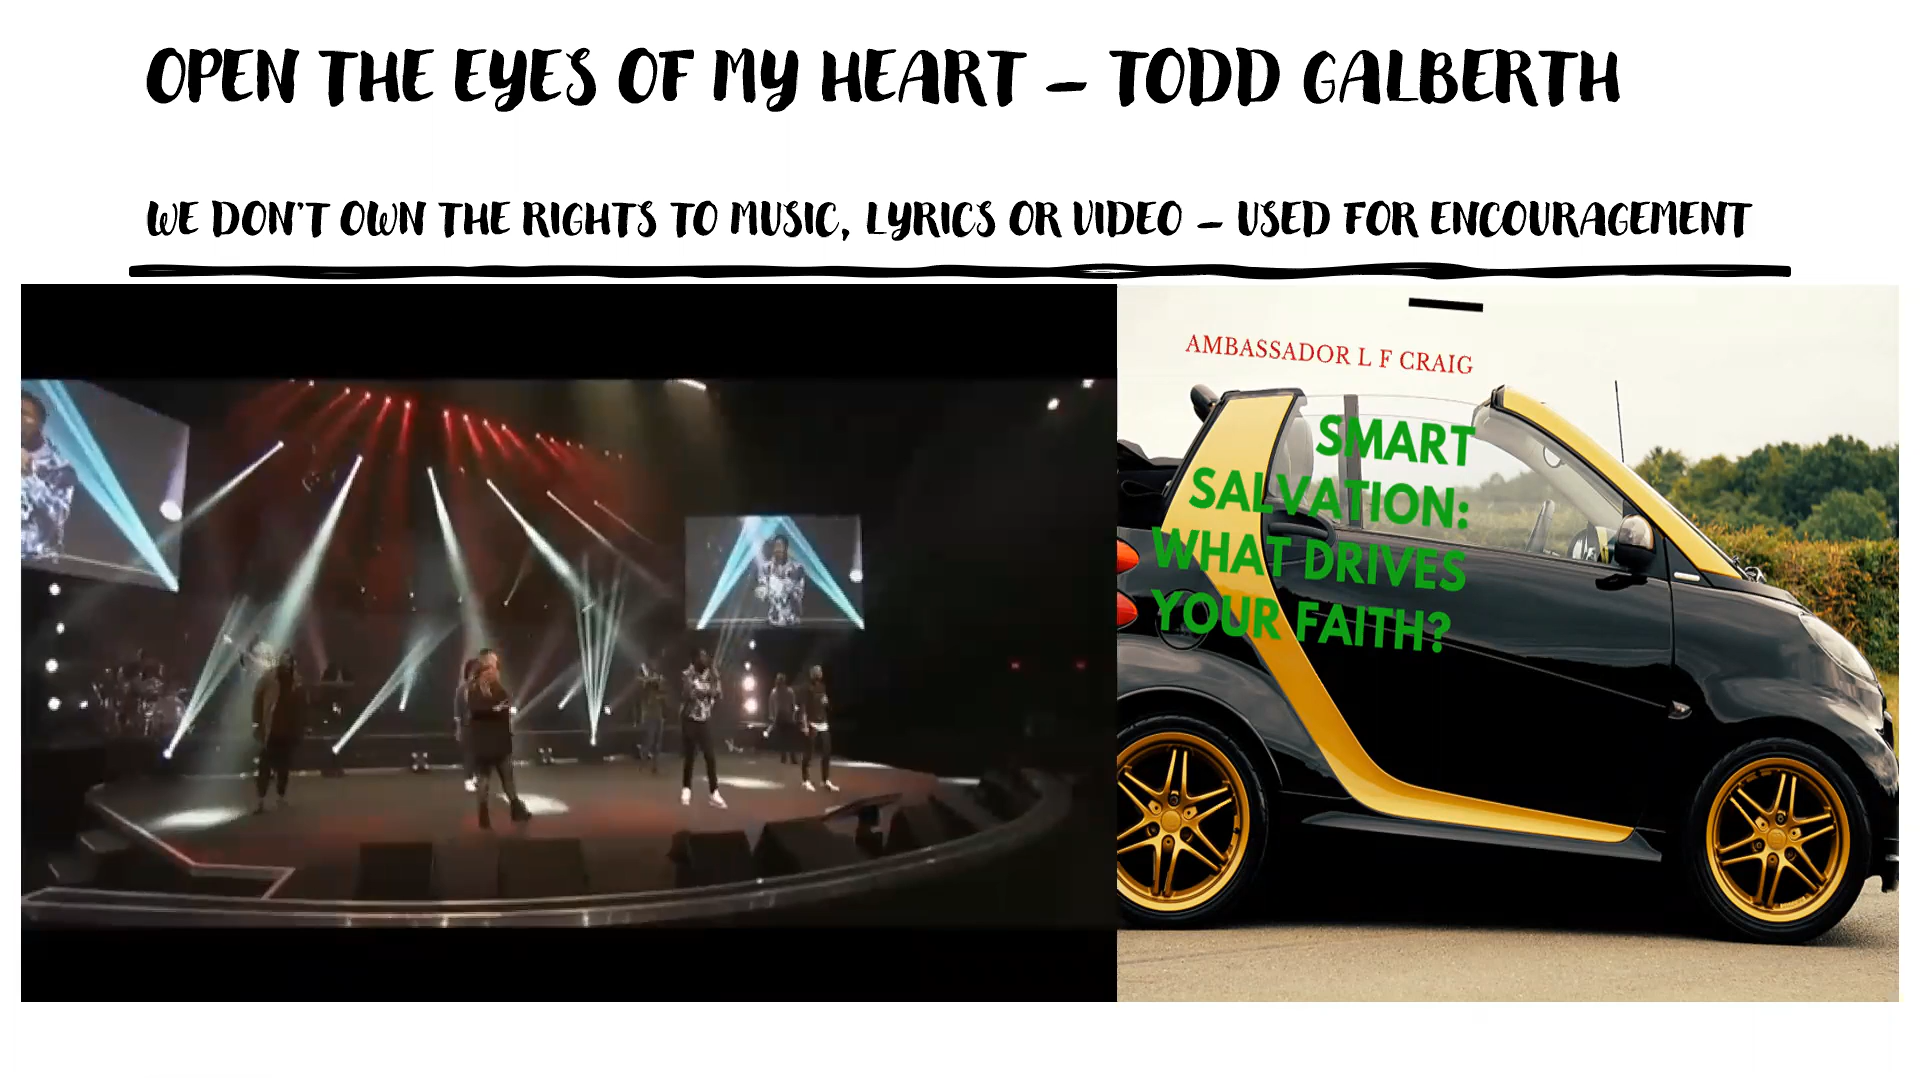 OPEN THE EYES OF MY HEART – TODD GALBERTH
WE DON'T OWN THE RIGHTS TO MUSIC, LYRICS OR VIDEO – USED FOR ENCOURAGEMENT
AMBASSADOR L F CRAIG
SMART
SALVATION:
WHAT DRIVES
YOUR FAITH?